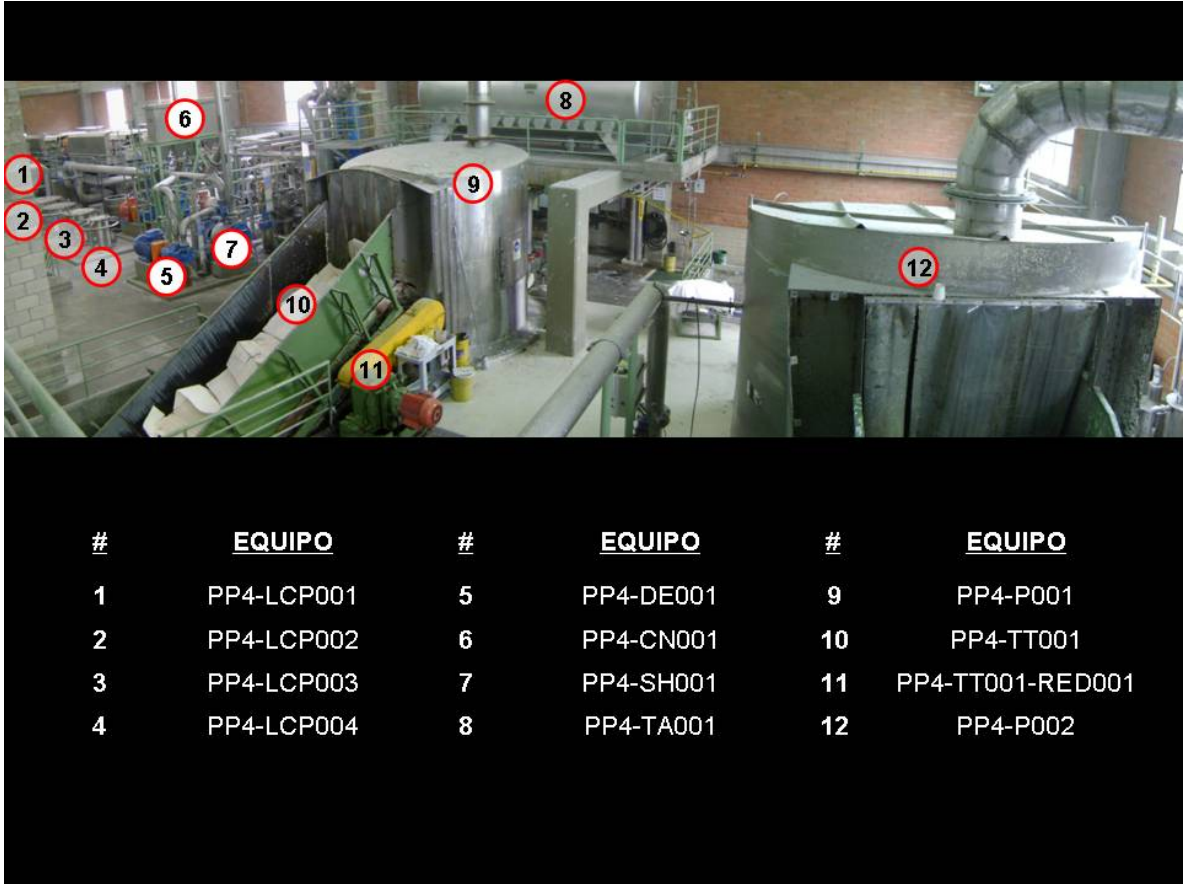 6
8
1
9
2
3
7
4
12
5
10
11
# EQUIPO # EQUIPO # EQUIPO
1 PP4-LCP001 5 PP4-DE001 9 PP4-P001
2 PP4-LCP002 6 PP4-CN001 10 PP4-TT001
3 PP4-LCP003 7 PP4-SH001 11 PP4-TT001-RED001
4 PP4-LCP004 8 PP4-TA001 12 PP4-P002